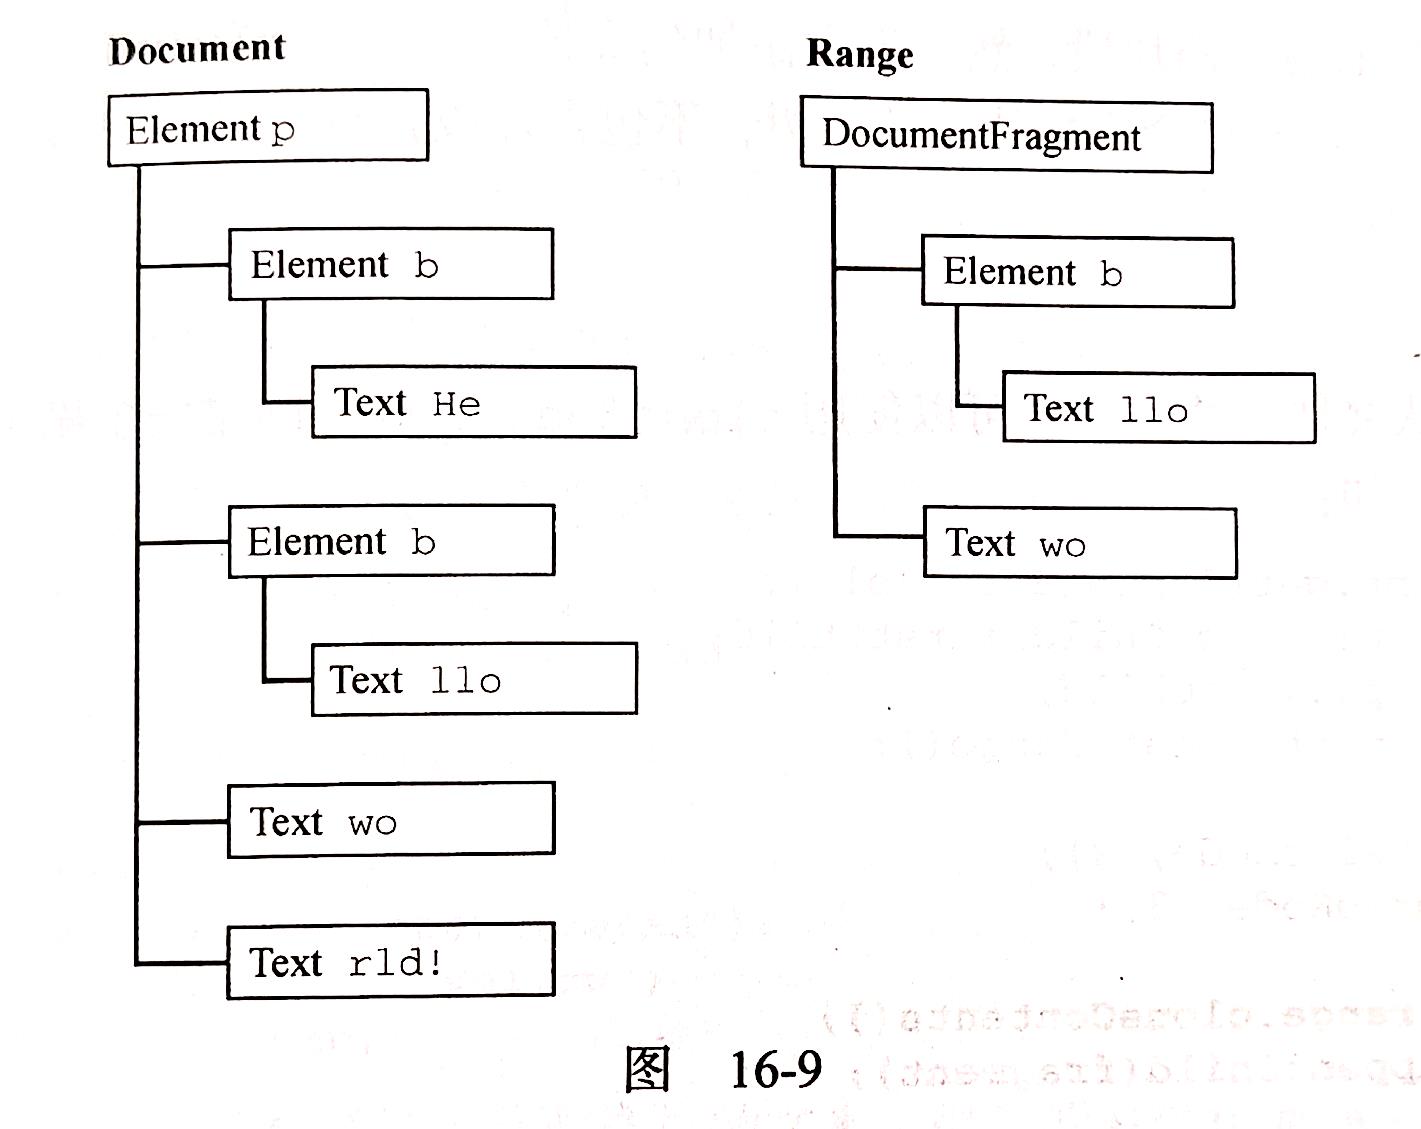 Document
Element p
Element b
Text He
Element b
Text llo
Text wo
Text rld!
Range
DocumentFragment
Element b
Text llo
Text wo
图 16-9